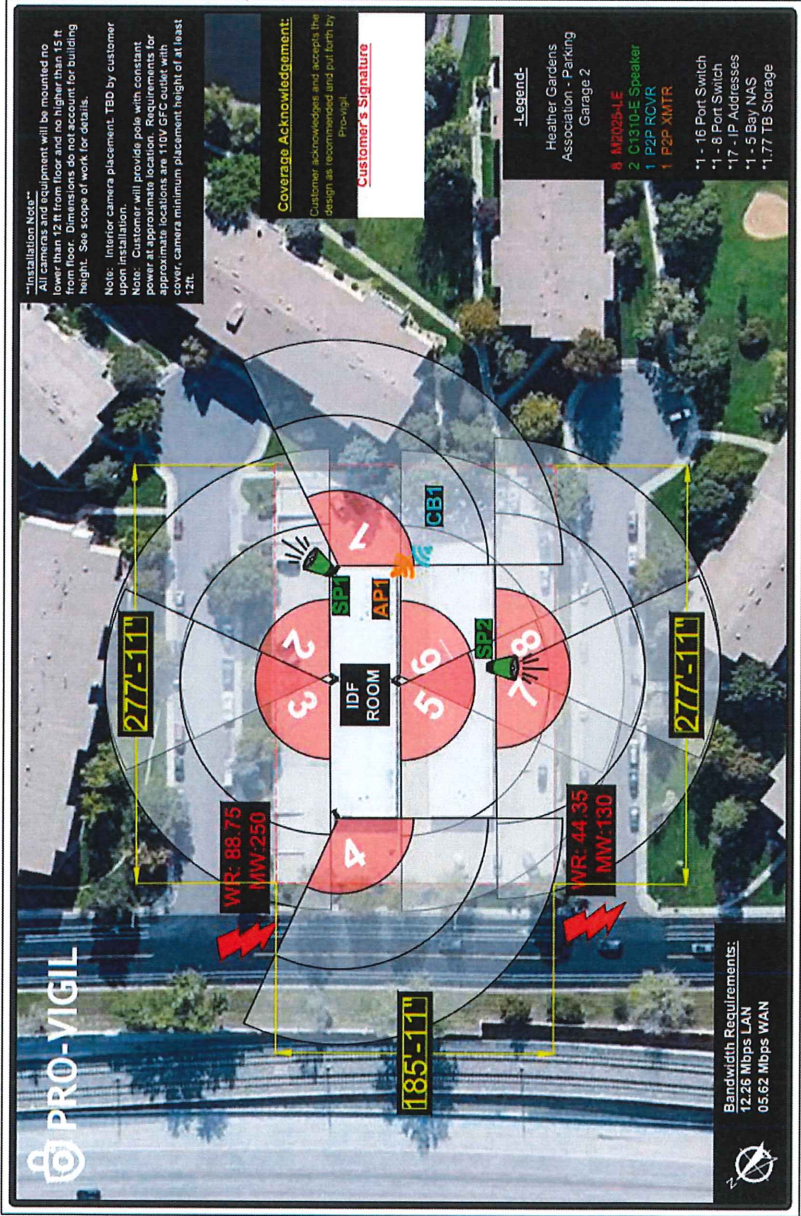 PRO-VIGIL
**Installation Note**
All cameras and equipment will be mounted no
lower than 12 ft from floor and no higher than 15 ft
from floor. Dimensions do not account for building
height. See scope of work for details.
Note: Interior camera placement. TBD by customer
upon installation.
Note: Customer will provide pole with constant
power at approximate location. Requirements for
approximate locations are 110V GFC outlet with
cover, camera minimum placement height of at least
12ft.
Coverage Acknowledgement:
Customer acknowledges and accepts the
design as recommended and put forth by
Pro-vigil.
Customer's Signature
-Legend-
Heather Gardens
Association - Parking
Garage 2
8 M2025-LE
2 C1310-E Speaker
1 P2P RCVR
1 P2P XMTR
*1 - 16 Port Switch
*1 - 8 Port Switch
*17 - IP Addresses
*1 - 5 Bay NAS
*1.77 TB Storage
277'-11"
WR: 88.75
MW:250
185'-11"
4
3
2
SP1
1
IDF
ROOM
AP1
CB1
5
6
SP2
7
8
WR: 44.35
MW:130
277'-11"
Bandwidth Requirements:
12.26 Mbps LAN
05.62 Mbps WAN
Z